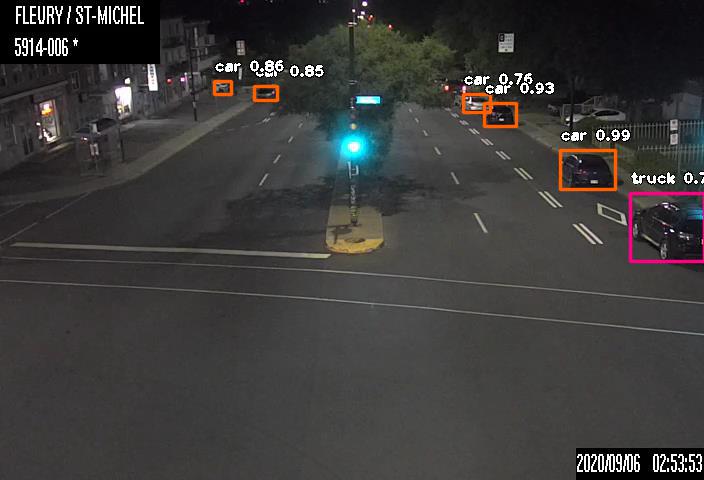 FLEURY / ST-MICHEL
5914-006 *
car 0.86
car 0.85
car 0.76
car 0.93
car 0.99
truck 0.7
2020/09/06 02:53:53